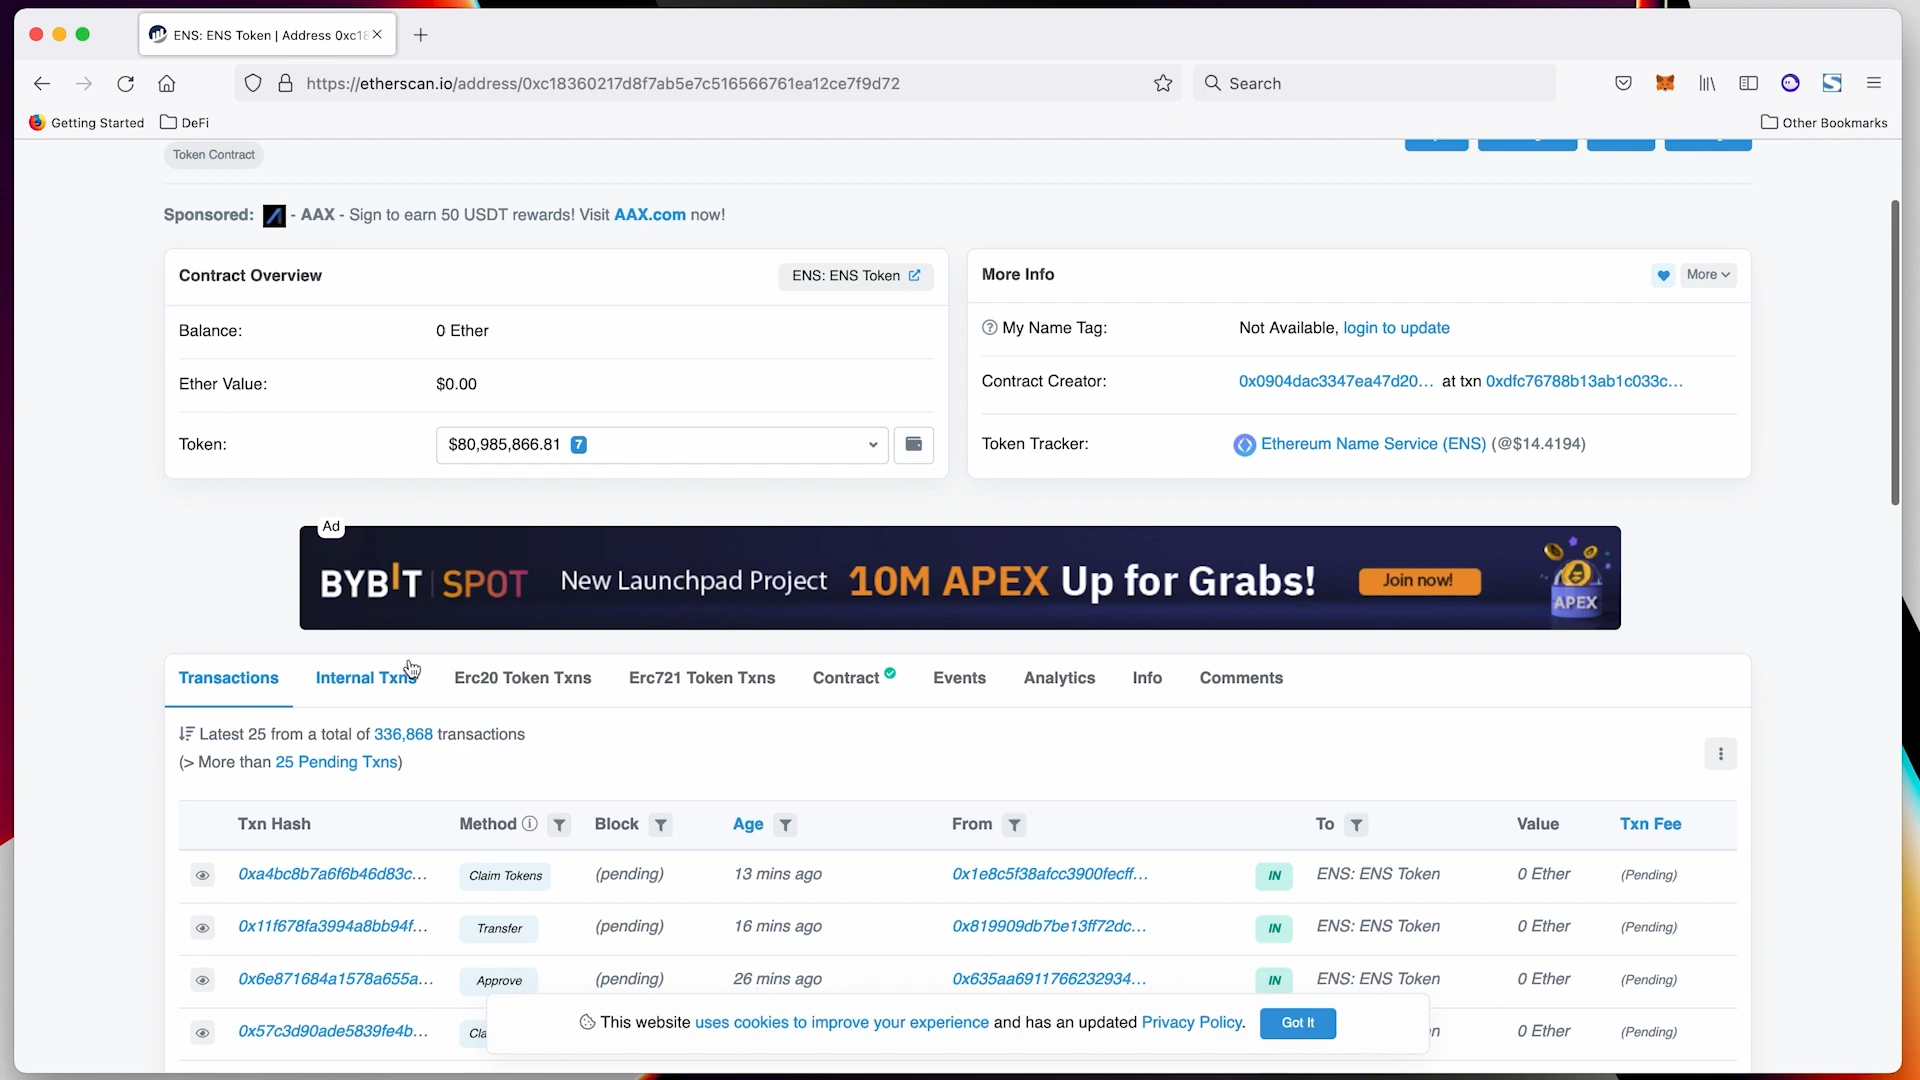 ENS: ENS Token | Address 0xc18
https://etherscan.io/address/0xc18360217d8f7ab5e7c516566761ea12ce7f9d72
Search
Getting Started
DeFi
Other Bookmarks
Token Contract
Sponsored: - AAX - Sign to earn 50 USDT rewards! Visit AAX.com now!
Contract Overview
ENS: ENS Token
Balance:
0 Ether
Ether Value:
$0.00
Token:
$80,985,866.81 7
More Info
More
My Name Tag:
Not Available, login to update
Contract Creator:
0x0904dac3347ea47d20... at txn 0xdfc76788b13ab1c033c...
Token Tracker:
Ethereum Name Service (ENS) (@$14.4194)
Ad
BYBIT | SPOT New Launchpad Project 10M APEX Up for Grabs! Join now!
APEX
Transactions Internal Txns Erc20 Token Txns Erc721 Token Txns Contract Events Analytics Info Comments
Latest 25 from a total of 336,868 transactions
(> More than 25 Pending Txns)
Txn Hash Method Block Age From To Value Txn Fee
0xa4bc8b7a6f6b46d83c... Claim Tokens (pending) 13 mins ago 0x1e8c5f38afcc3900fecff... IN ENS: ENS Token 0 Ether (Pending)
0x11f678fa3994a8bb94f... Transfer (pending) 16 mins ago 0x819909db7be13ff72dc... IN ENS: ENS Token 0 Ether (Pending)
0x6e871684a1578a655a... Approve (pending) 26 mins ago 0x635aa6911766232934... IN ENS: ENS Token 0 Ether (Pending)
0x57c3d90ade5839fe4b... Cla n 0 Ether (Pending)
This website uses cookies to improve your experience and has an updated Privacy Policy. Got It